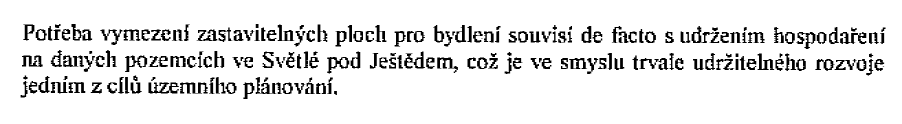 Potřeba vymezení zastavitelných ploch pro bydlení souvisí de facto s udržením hospodaření
na daných pozemcích ve Světlé pod Ještědem, což je ve smyslu trvale udržitelného rozvoje
jedním z cílů územního plánování.